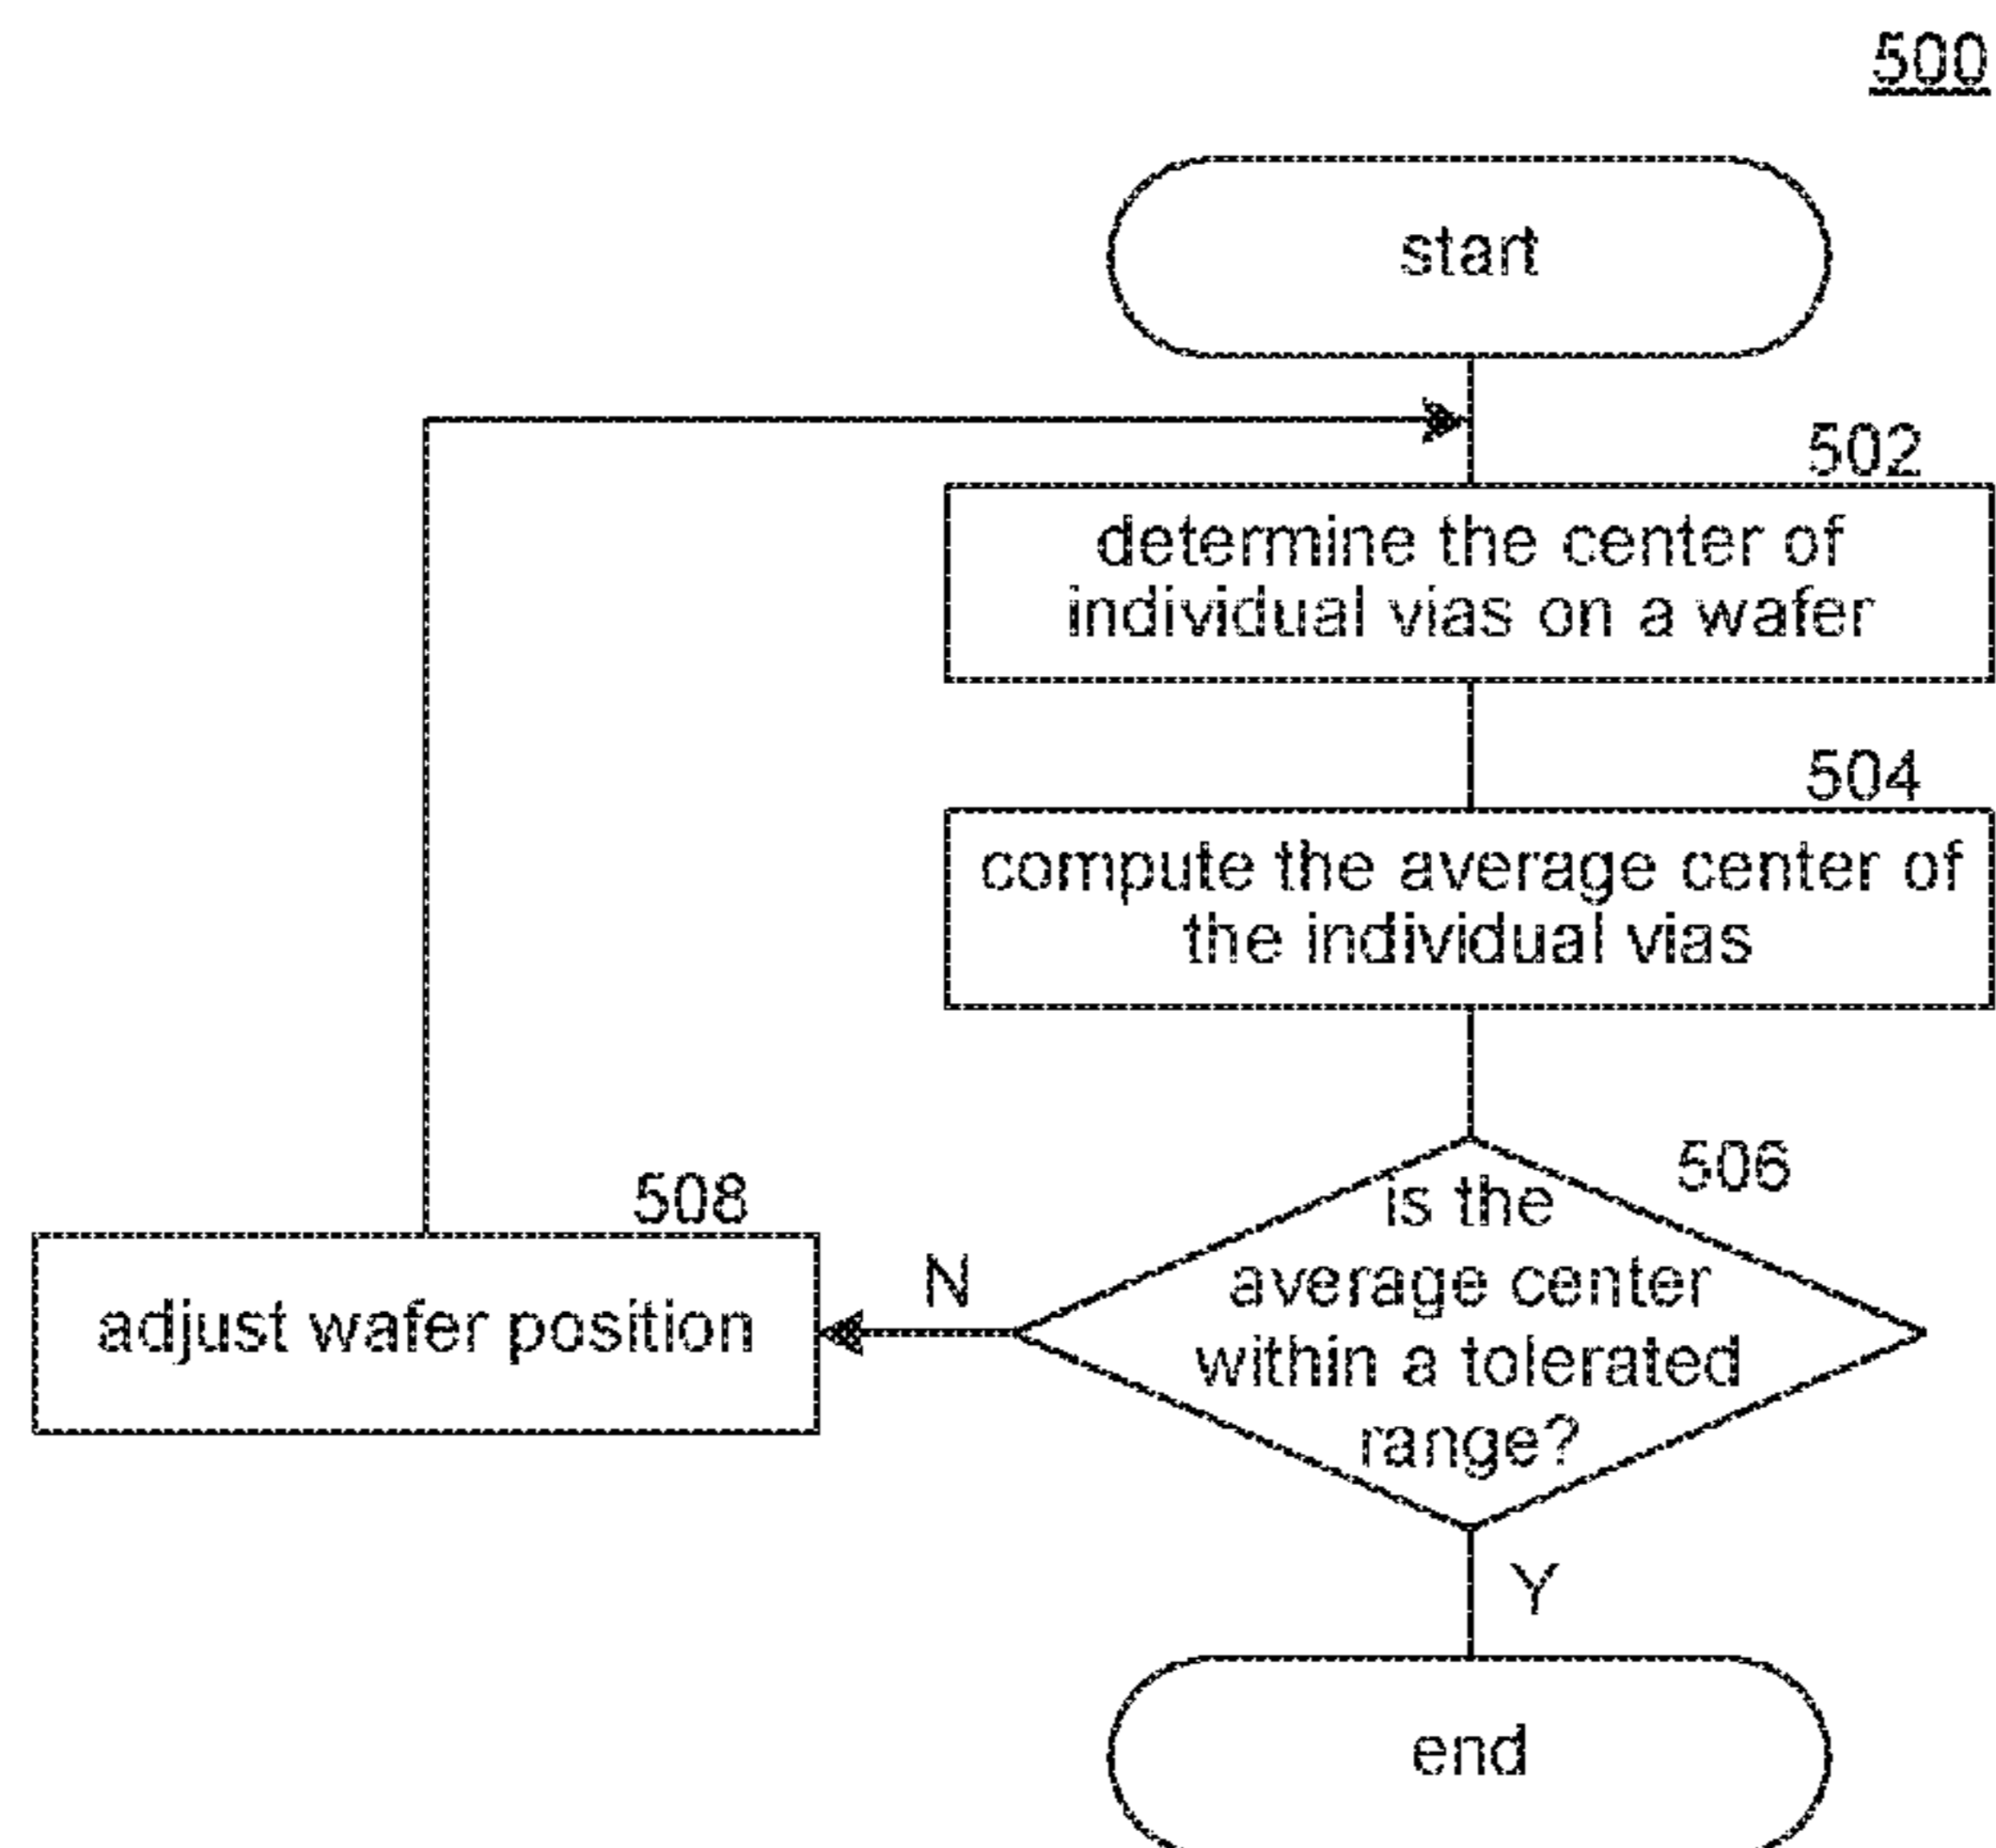 500
start
502
determine the center of
individual vias on a wafer
504
compute the average center of
the individual vias
506
is the
average center
within a tolerated
range?
N
508
adjust wafer position
Y
end